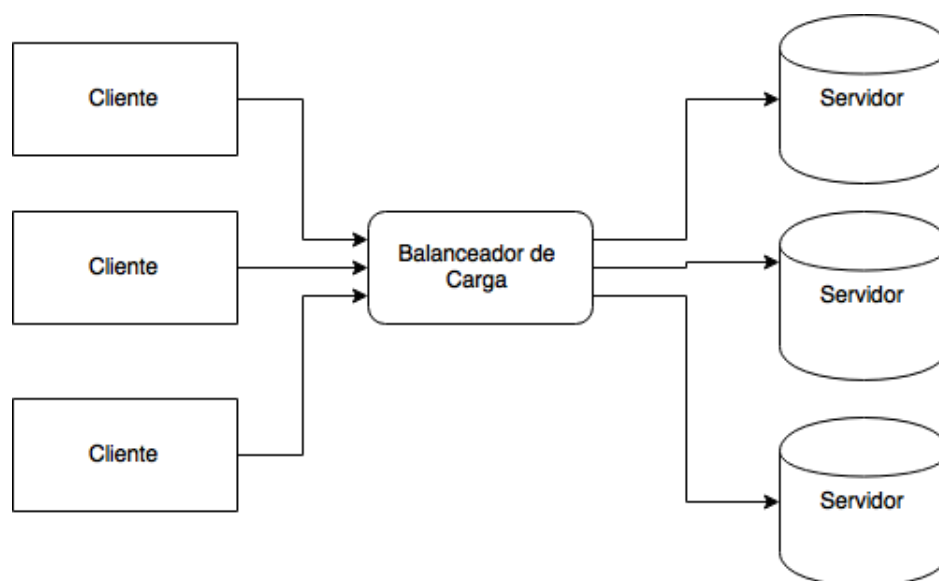 Cliente
Cliente
Cliente
Balanceador de
Carga
Servidor
Servidor
Servidor